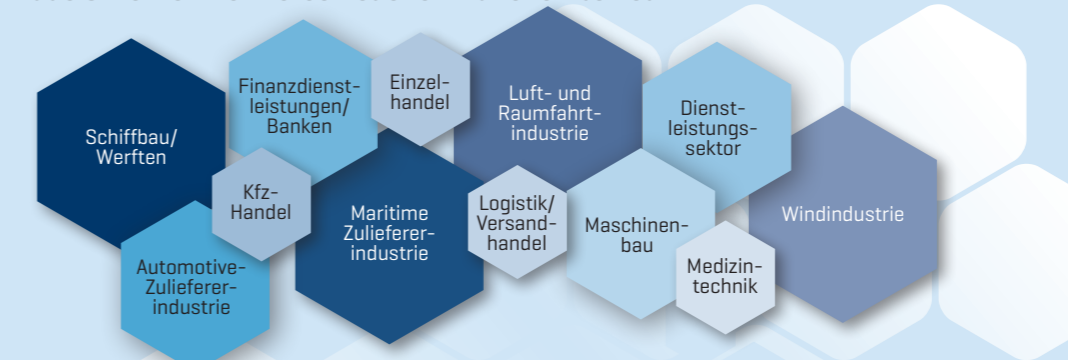 Schiffbau/
Werften
Finanzdienst-
leistungen/
Banken
Einzel-
handel
Luft- und
Raumfahrt-
industrie
Dienst-
leistungs-
sektor
Kfz-
Handel
Maritime
Zulieferer-
industrie
Logistik/
Versand-
handel
Maschinen-
bau
Windindustrie
Automotive-
Zulieferer-
industrie
Medizin-
technik